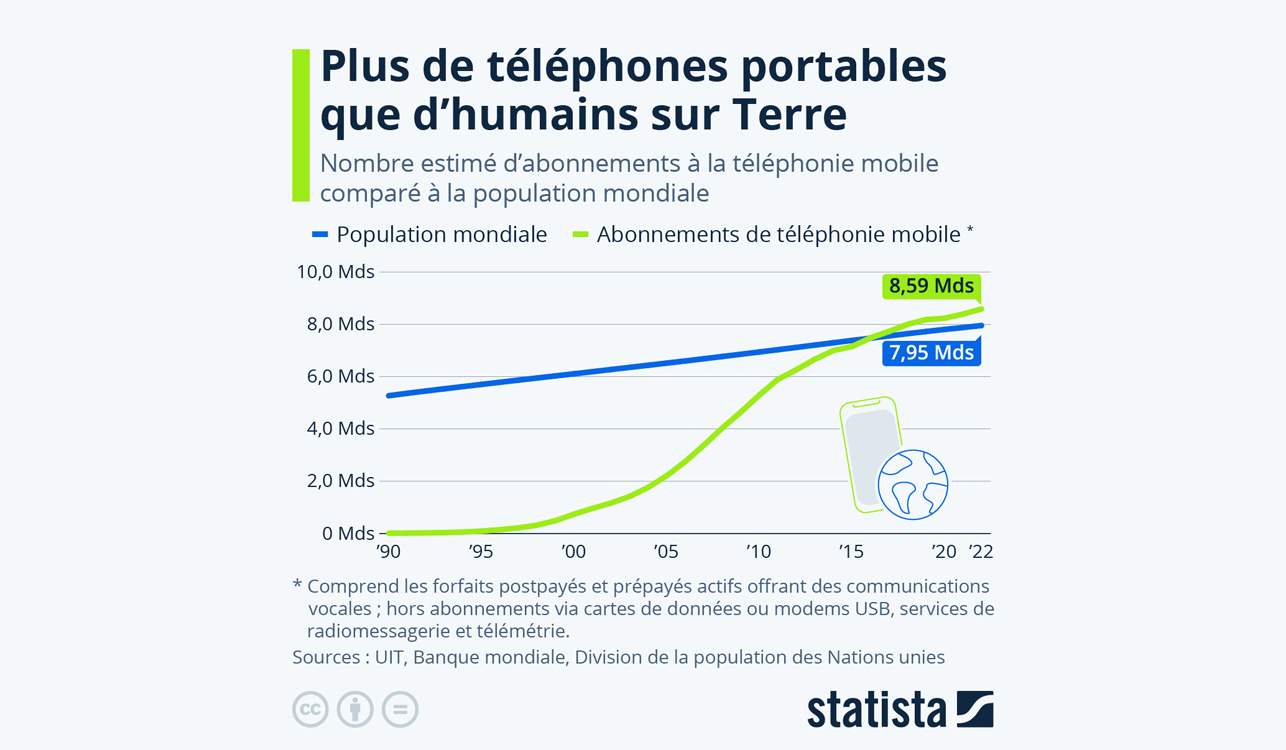 Plus de téléphones portables
que d’humains sur Terre
Nombre estimé d’abonnements à la téléphonie mobile
comparé à la population mondiale
Population mondiale Abonnements de téléphonie mobile *
10,0 Mds
8,59 Mds
8,0 Mds
7,95 Mds
6,0 Mds
4,0 Mds
2,0 Mds
0 Mds
’90 ’95 ’00 ’05 ’10 ’15 ’20 ’22
* Comprend les forfaits postpayés et prépayés actifs offrant des communications
vocales ; hors abonnements via cartes de données ou modems USB, services de
radiomessagerie et télémétrie.
Sources : UIT, Banque mondiale, Division de la population des Nations unies
cc =
statista